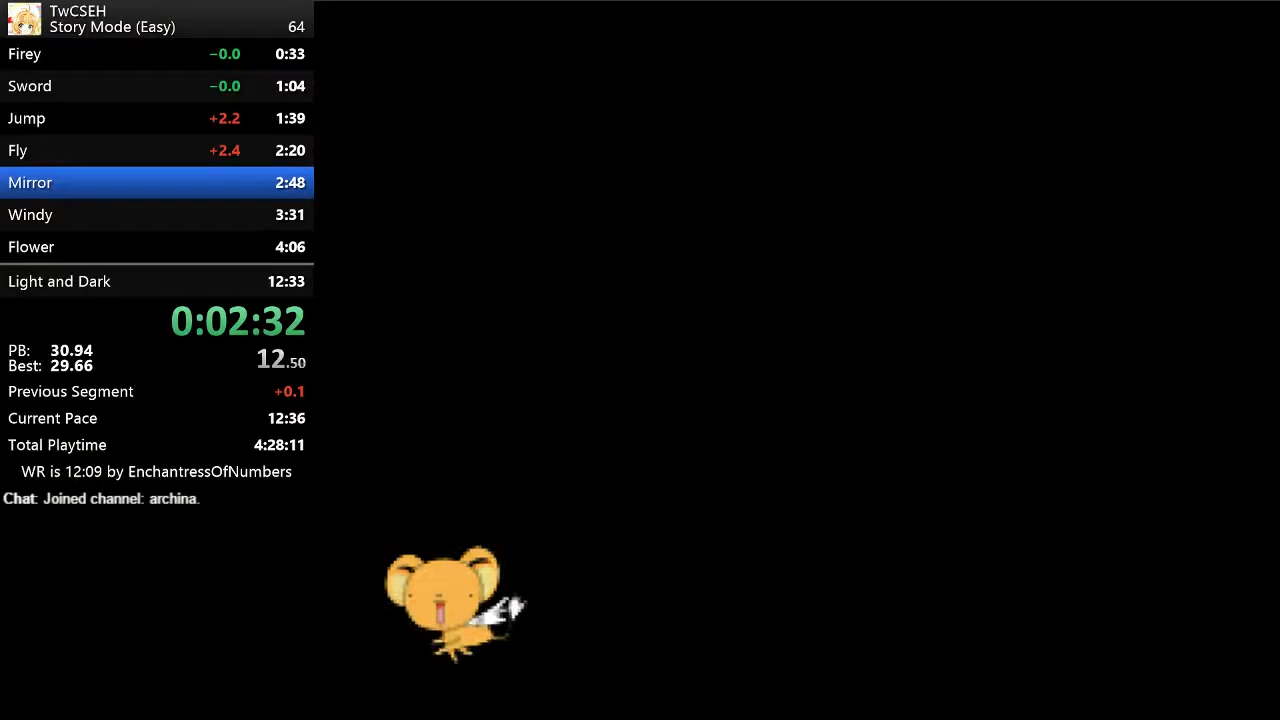 TwCSEH
Story Mode (Easy) 64
Firey −0.0 0:33
Sword −0.0 1:04
Jump +2.2 1:39
Fly +2.4 2:20
Mirror 2:48
Windy 3:31
Flower 4:06
Light and Dark 12:33
0:02:32
PB: 30.94
Best: 29.66
12.50
Previous Segment +0.1
Current Pace 12:36
Total Playtime 4:28:11
WR is 12:09 by EnchantressOfNumbers
Chat: Joined channel: archina.